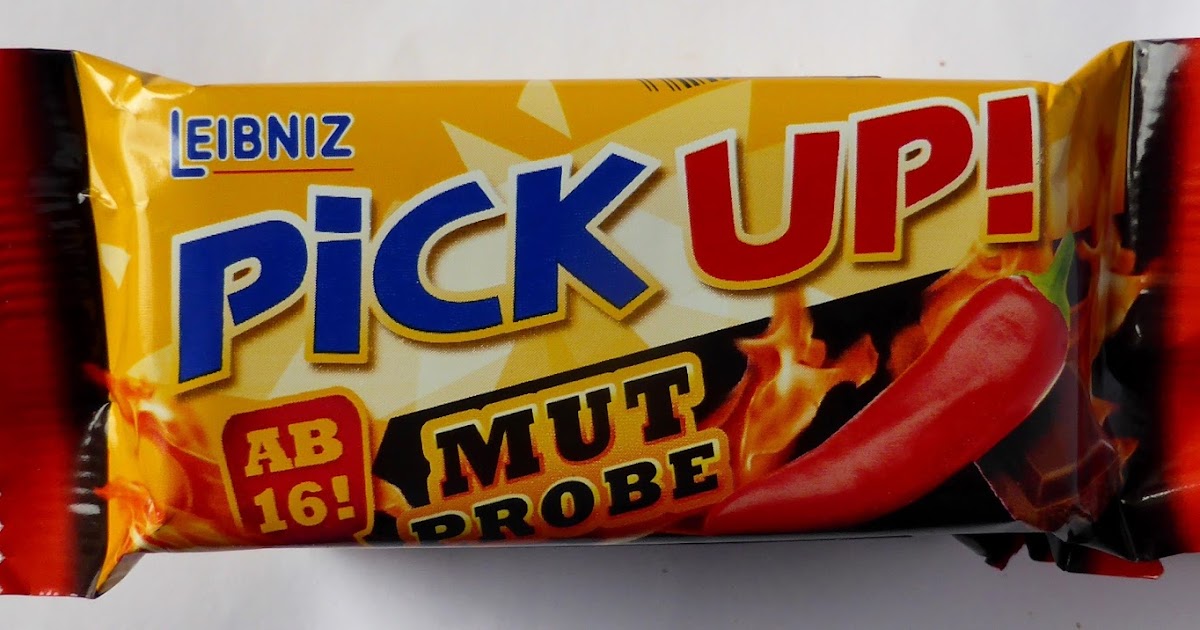 LEIBNIZ
PiCK UP!
AB
16!
MUT
PROBE